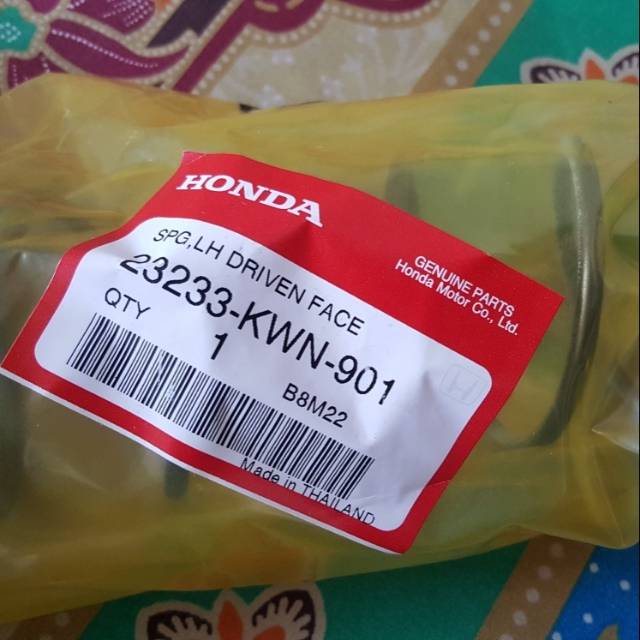 HONDA
GENUINE PARTS
Honda Motor Co., Ltd.
SPG,LH DRIVEN FACE
23233-KWN-901
QTY
1
B8M22
Made in THAILAND